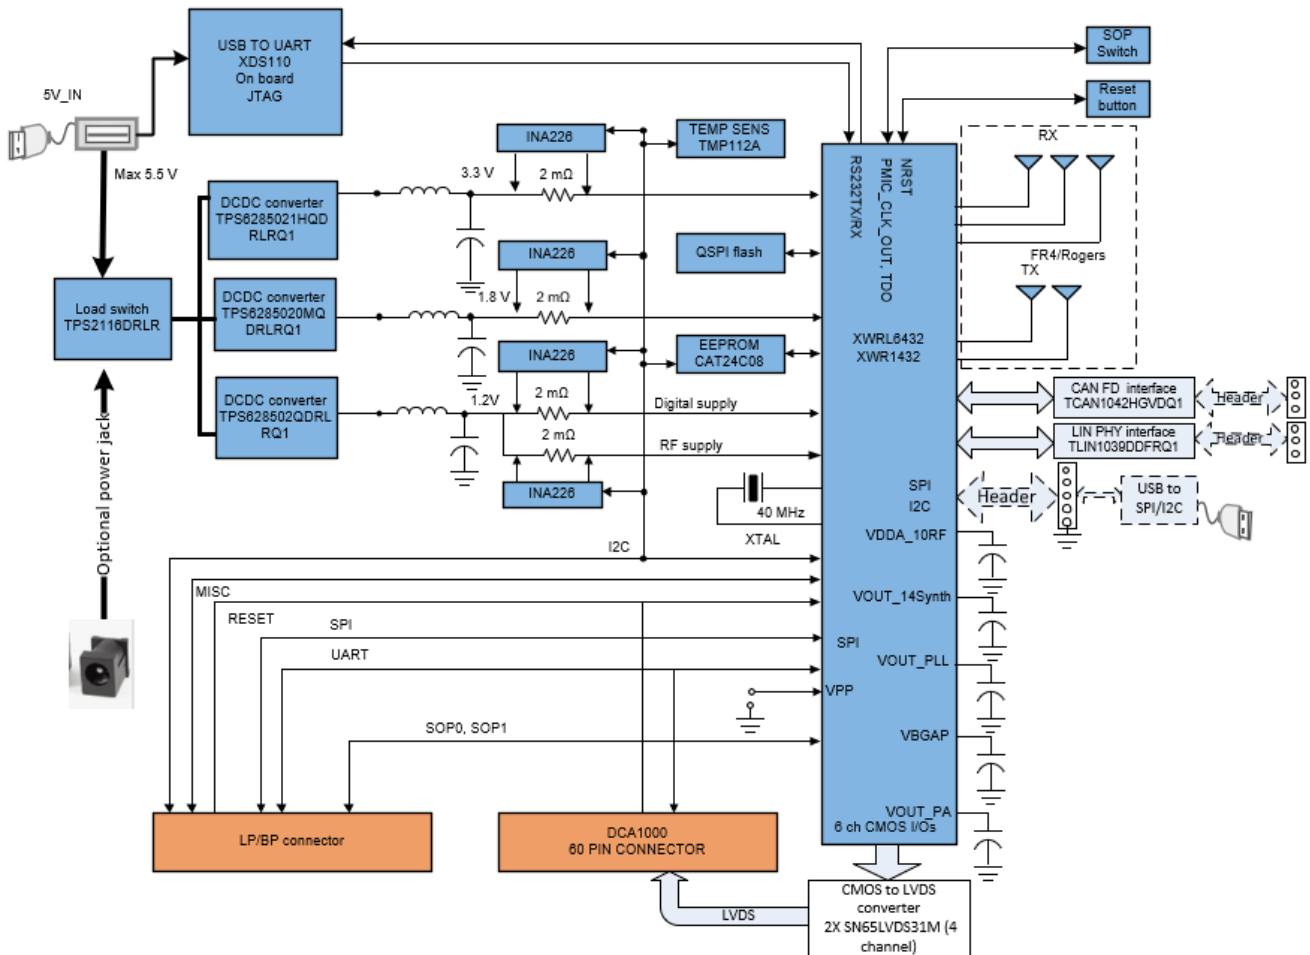 USB TO UART
XDS110
On board
JTAG
SOP
Switch
Reset
button
5V_IN
Max 5.5 V
INA226
TEMP SENS
TMP112A
3.3 V
2 mΩ
DCDC converter
TPS6285021HQD
RLRQ1
RS232TX/RX
PMIC_CLK_OUT, TDO
NRST
RX
FR4/Rogers
TX
INA226
QSPI flash
1.8 V
2 mΩ
DCDC converter
TPS6285020MQ
DRLRQ1
Load switch
TPS2116DRLR
XWRL6432
XWR1432
INA226
EEPROM
CAT24C08
DCDC converter
TPS628502QDRL
RQ1
1.2V
2 mΩ
Digital supply
2 mΩ
RF supply
INA226
CAN FD interface
TCAN1042HGVDQ1
Header
LIN PHY interface
TLIN1039DDFRQ1
Header
SPI
I2C
Header
USB to
SPI/I2C
40 MHz
XTAL
Optional power jack
VDDA_10RF
I2C
MISC
RESET
VOUT_14Synth
SPI
SPI
UART
VOUT_PLL
VPP
SOP0, SOP1
VBGAP
VOUT_PA
6 ch CMOS I/Os
LP/BP connector
DCA1000
60 PIN CONNECTOR
LVDS
CMOS to LVDS
converter
2X SN65LVDS31M (4
channel)